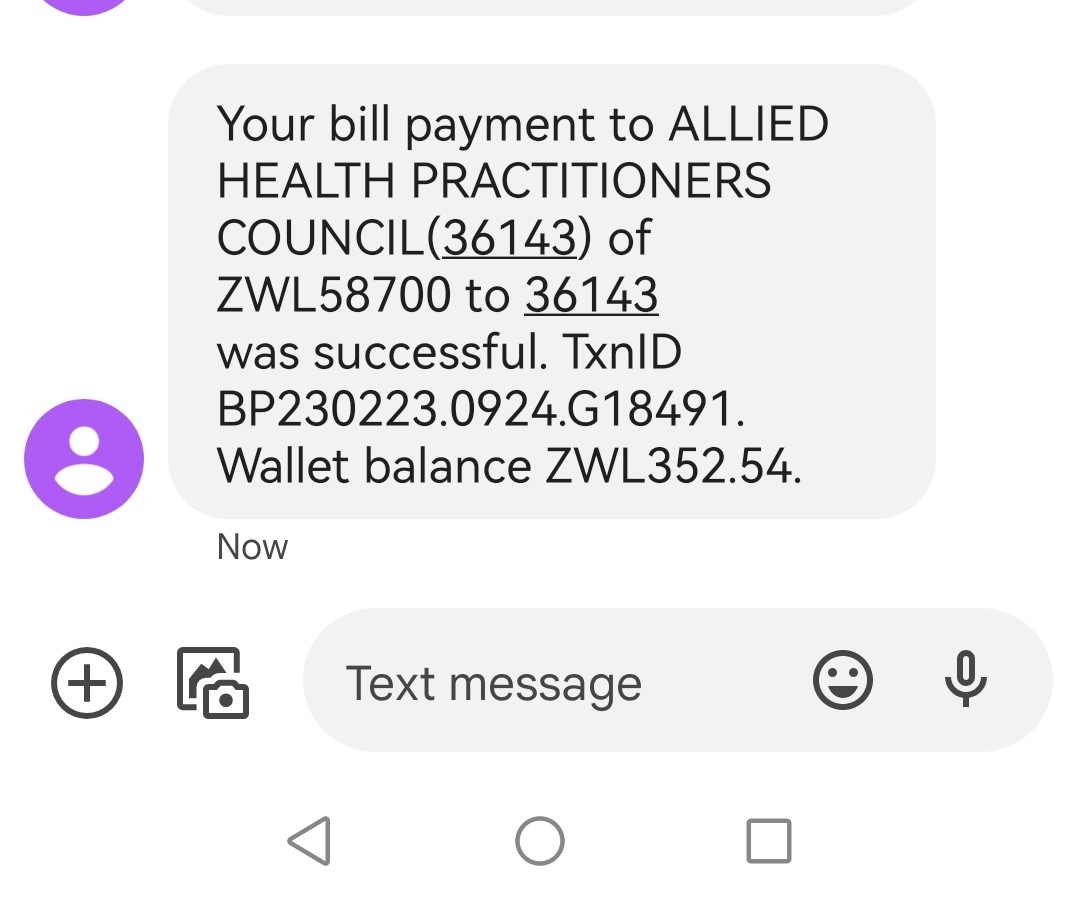 Your bill payment to ALLIED
HEALTH PRACTITIONERS
COUNCIL(36143) of
ZWL58700 to 36143
was successful. TxnID
BP230223.0924.G18491.
Wallet balance ZWL352.54.
Now
Text message